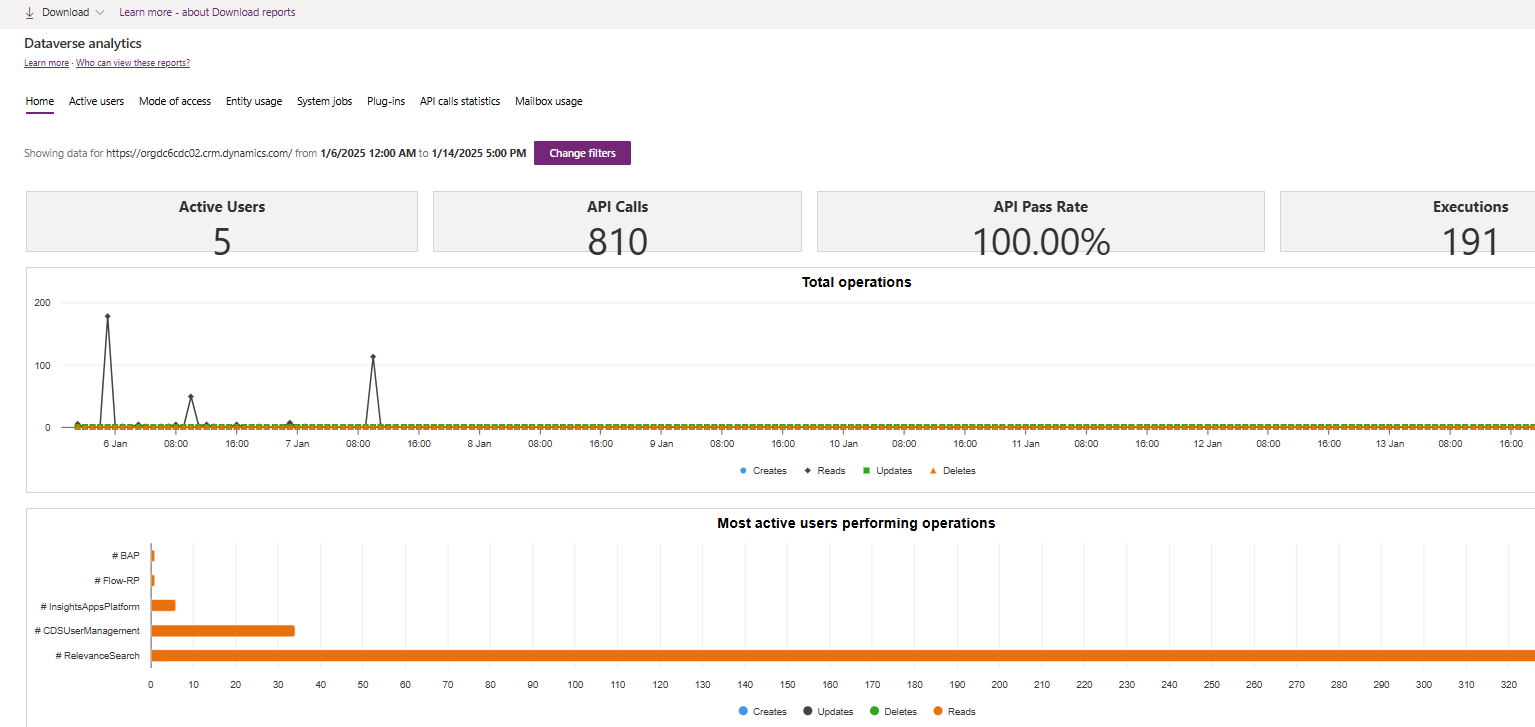 Download Learn more - about Download reports
Dataverse analytics
Learn more · Who can view these reports?
Home Active users Mode of access Entity usage System jobs Plug-ins API calls statistics Mailbox usage
Showing data for https://orgdc6cdc02.crm.dynamics.com/ from 1/6/2025 12:00 AM to 1/14/2025 5:00 PM Change filters
Active Users API Calls API Pass Rate Executions
5 810 100.00% 191
Total operations
200
100
0
6 Jan 08:00 16:00 7 Jan 08:00 16:00 8 Jan 08:00 16:00 9 Jan 08:00 16:00 10 Jan 08:00 16:00 11 Jan 08:00 16:00 12 Jan 08:00 16:00 13 Jan 08:00 16:00
Creates Reads Updates Deletes
Most active users performing operations
# BAP
# Flow-RP
# InsightsAppsPlatform
# CDSUserManagement
# RelevanceSearch
0 10 20 30 40 50 60 70 80 90 100 110 120 130 140 150 160 170 180 190 200 210 220 230 240 250 260 270 280 290 300 310 320
Creates Updates Deletes Reads